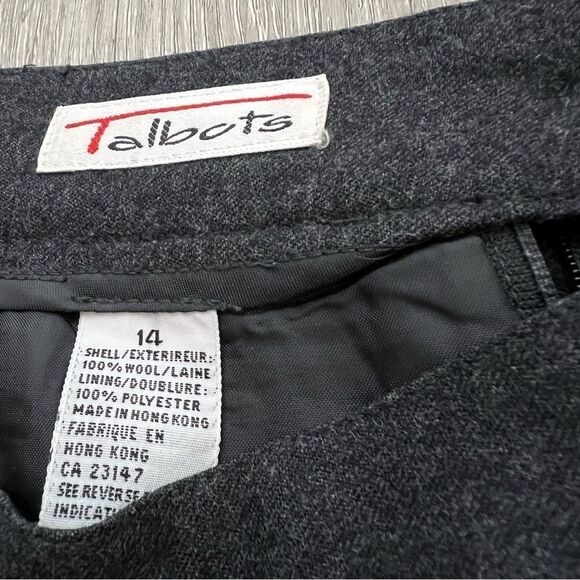 Talbots
14
SHELL/EXTERIREUR:
100% WOOL/LAINE
LINING/DOUBLURE:
100% POLYESTER
MADE IN HONG KONG
FABRIQUE EN
HONG KONG
CA 23147
SEE REVERSE